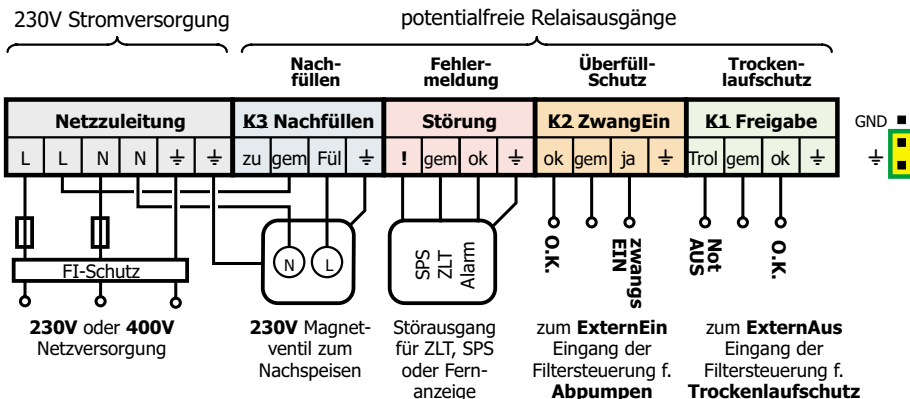 230V Stromversorgung
potentialfreie Relaisausgänge
Nach-
füllen
Fehler-
meldung
Überfüll-
Schutz
Trocken-
laufschutz
Netzzuleitung
K3 Nachfüllen
Störung
K2 ZwangEin
K1 Freigabe
GND
L L N N ⏚ ⏚
zu gem Fül ⏚
! gem ok ⏚
ok gem ja ⏚
Trol gem ok ⏚
⏚
FI-Schutz
N L
SPS
ZLT
Alarm
O.K.
zwangs
EIN
Not
AUS
O.K.
230V oder 400V
Netzversorgung
230V Magnet-
ventil zum
Nachspeisen
Störausgang
für ZLT, SPS
oder Fern-
anzeige
zum ExternEin
Eingang der
Filtersteuerung f.
Abpumpen
zum ExternAus
Eingang der
Filtersteuerung f.
Trockenlaufschutz